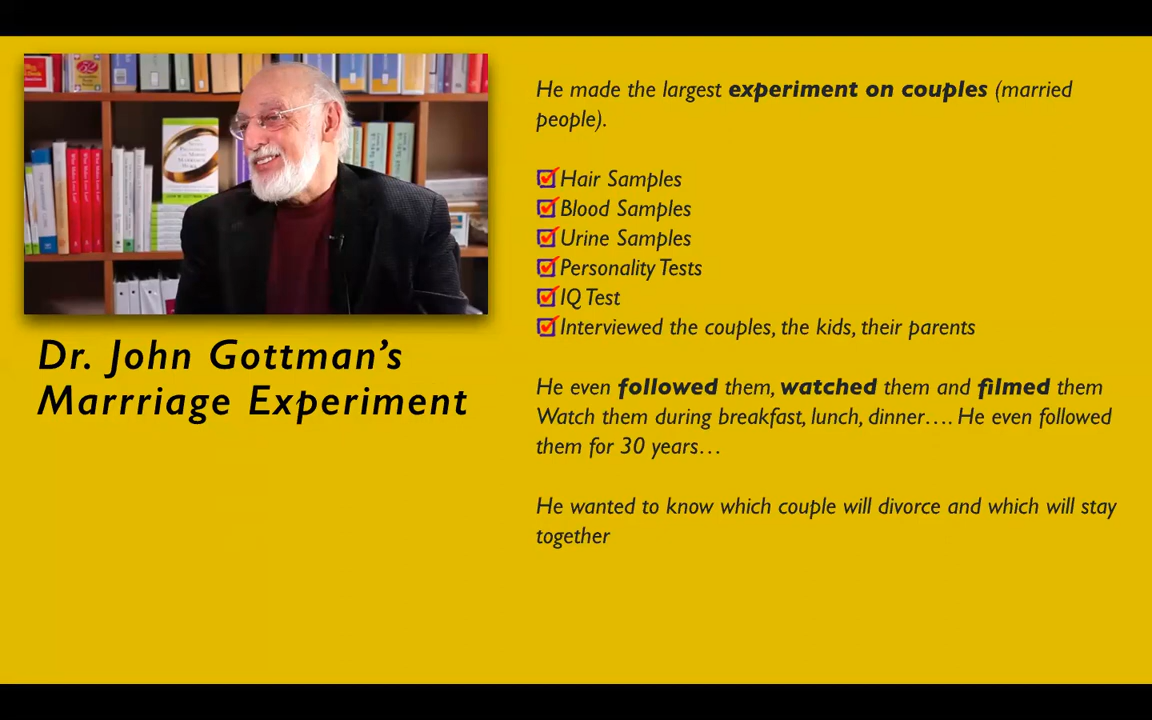 Dr. John Gottman’s
Marrriage Experiment
He made the largest experiment on couples (married
people).
Hair Samples
Blood Samples
Urine Samples
Personality Tests
IQ Test
Interviewed the couples, the kids, their parents
He even followed them, watched them and filmed them
Watch them during breakfast, lunch, dinner…. He even followed
them for 30 years…
He wanted to know which couple will divorce and which will stay
together